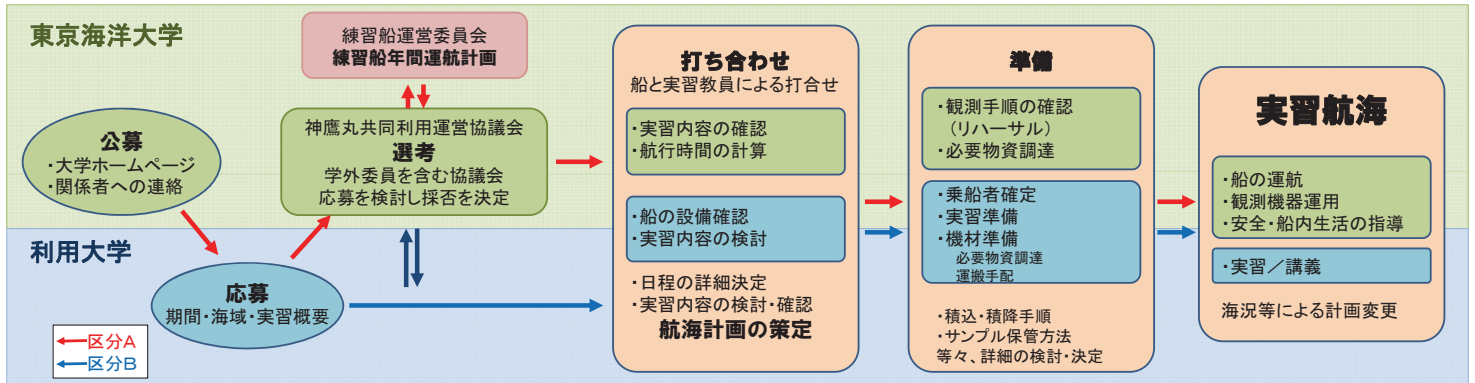 東京海洋大学
練習船運営委員会
練習船年間運航計画
公募
・大学ホームページ
・関係者への連絡
神鷹丸共同利用運営協議会
選考
学外委員を含む協議会
応募を検討し採否を決定
利用大学
応募
期間・海域・実習概要
区分A
区分B
打ち合わせ
船と実習教員による打合せ
・実習内容の確認
・航行時間の計算
・船の設備確認
・実習内容の検討
・日程の詳細決定
・実習内容の検討・確認
航海計画の策定
準備
・観測手順の確認
（リハーサル）
・必要物資調達
・乗船者確定
・実習準備
・機材準備
必要物資調達
運搬手配
・積込・積降手順
・サンプル保管方法
等々、詳細の検討・決定
実習航海
・船の運航
・観測機器運用
・安全・船内生活の指導
・実習／講義
海況等による計画変更